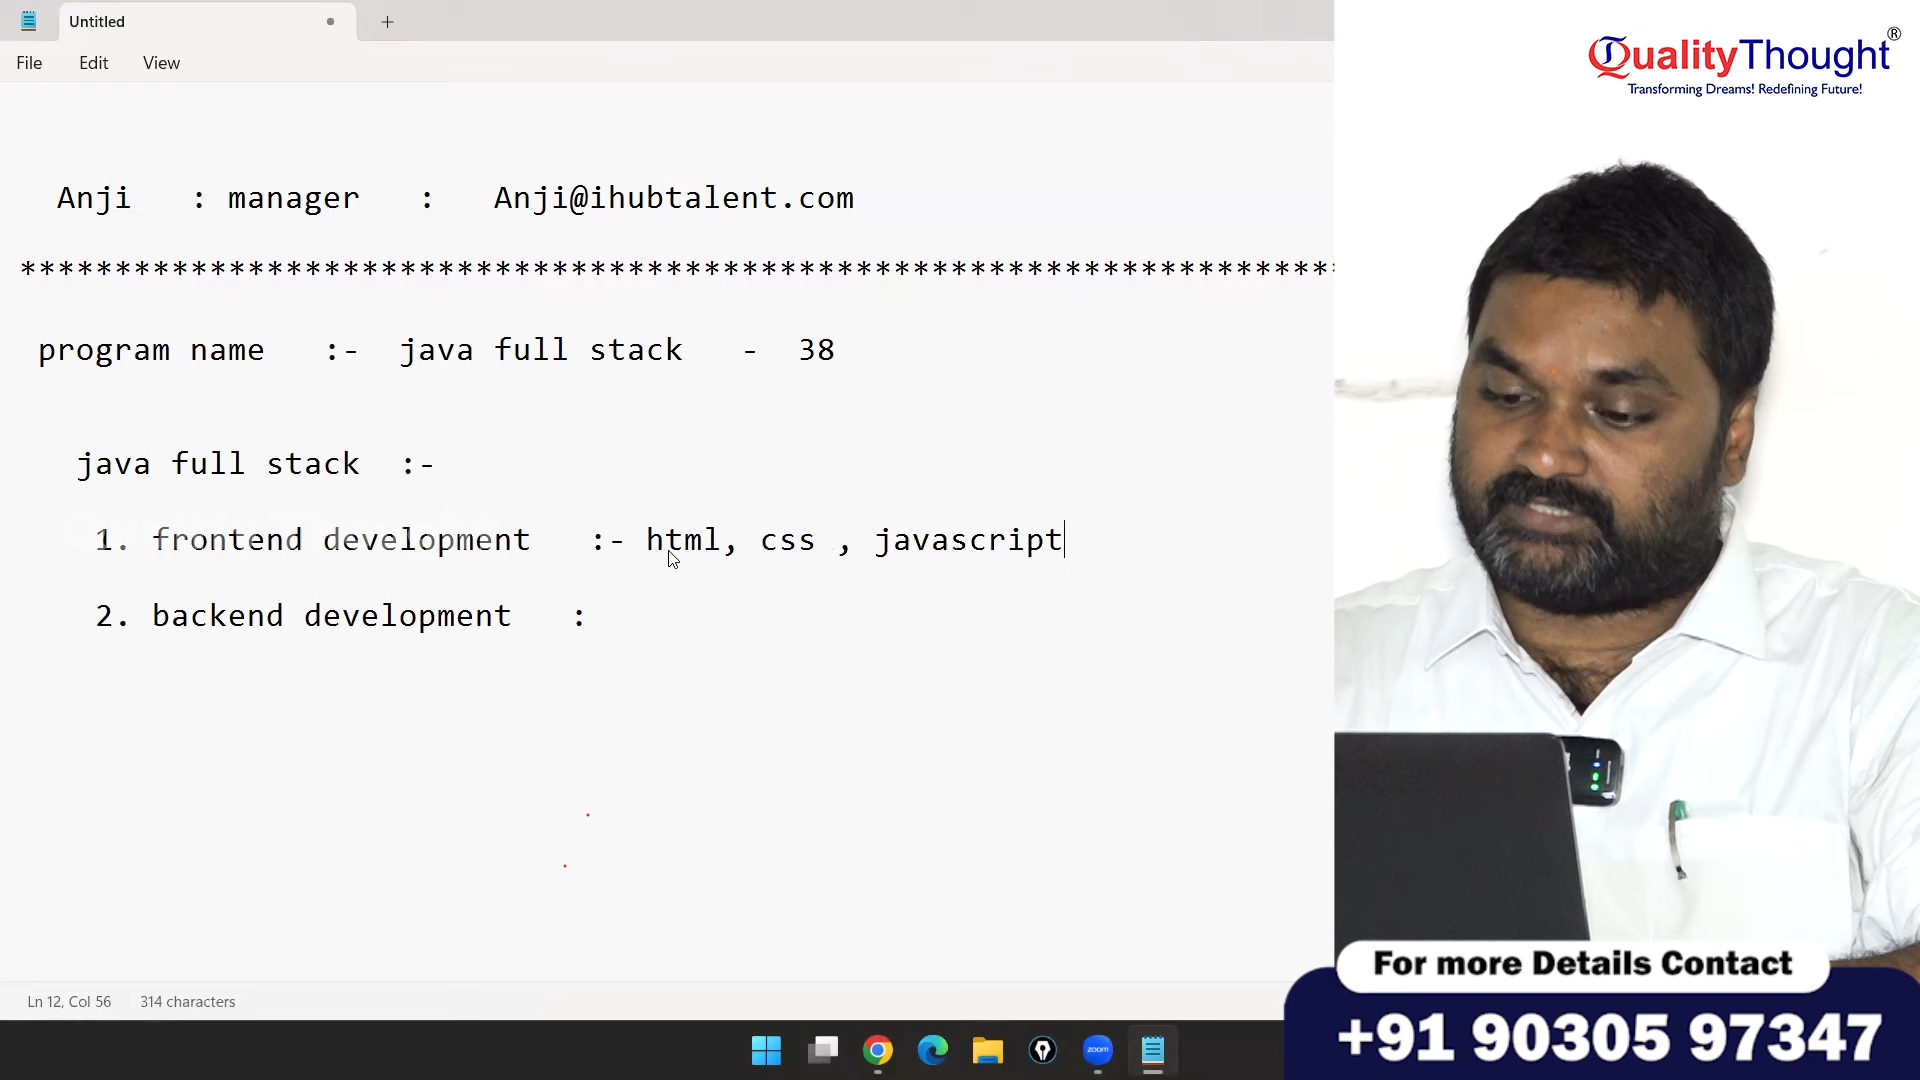 Untitled
File Edit View
QualityThought®
Transforming Dreams! Redefining Future!
Anji : manager : Anji@ihubtalent.com
**********************************************************************
program name :- java full stack - 38
java full stack :-
1. frontend development :- html, css , javascript
2. backend development :
Ln 12, Col 56 314 characters
zoom
For more Details Contact
+91 90305 97347